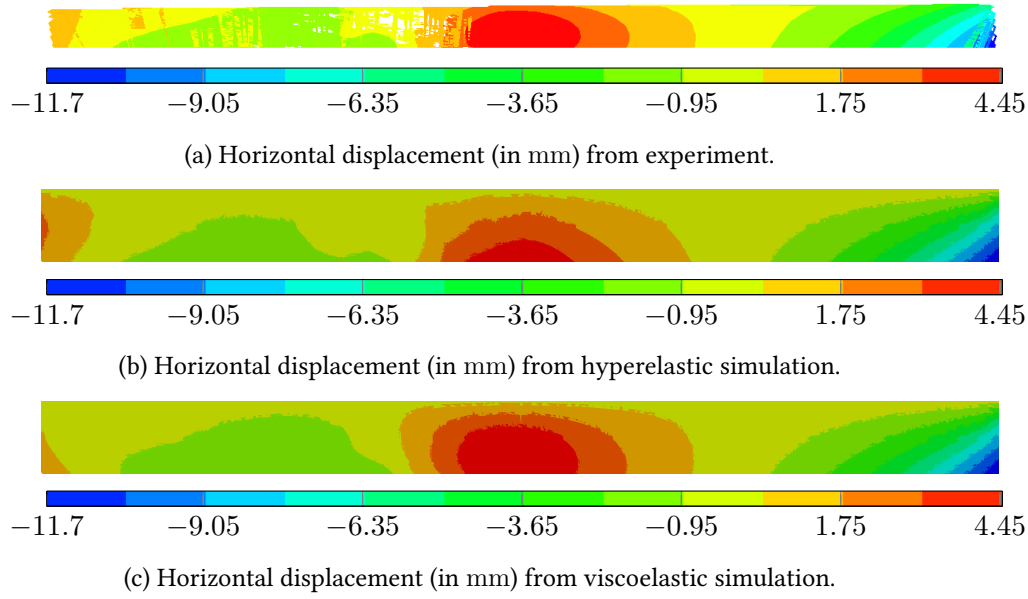 −11.7 −9.05 −6.35 −3.65 −0.95 1.75 4.45
(a) Horizontal displacement (in mm) from experiment.
−11.7 −9.05 −6.35 −3.65 −0.95 1.75 4.45
(b) Horizontal displacement (in mm) from hyperelastic simulation.
−11.7 −9.05 −6.35 −3.65 −0.95 1.75 4.45
(c) Horizontal displacement (in mm) from viscoelastic simulation.